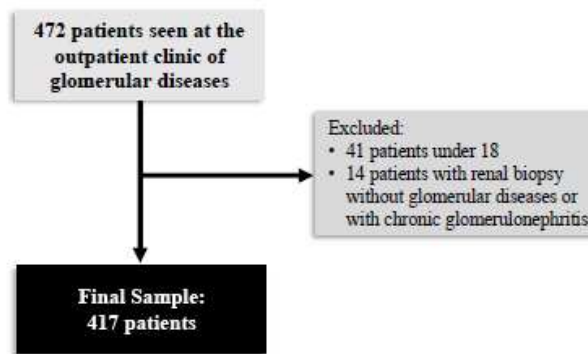 472 patients seen at the
outpatient clinic of
glomerular diseases
Excluded:
• 41 patients under 18
• 14 patients with renal biopsy
without glomerular diseases or
with chronic glomerulonephritis
Final Sample:
417 patients